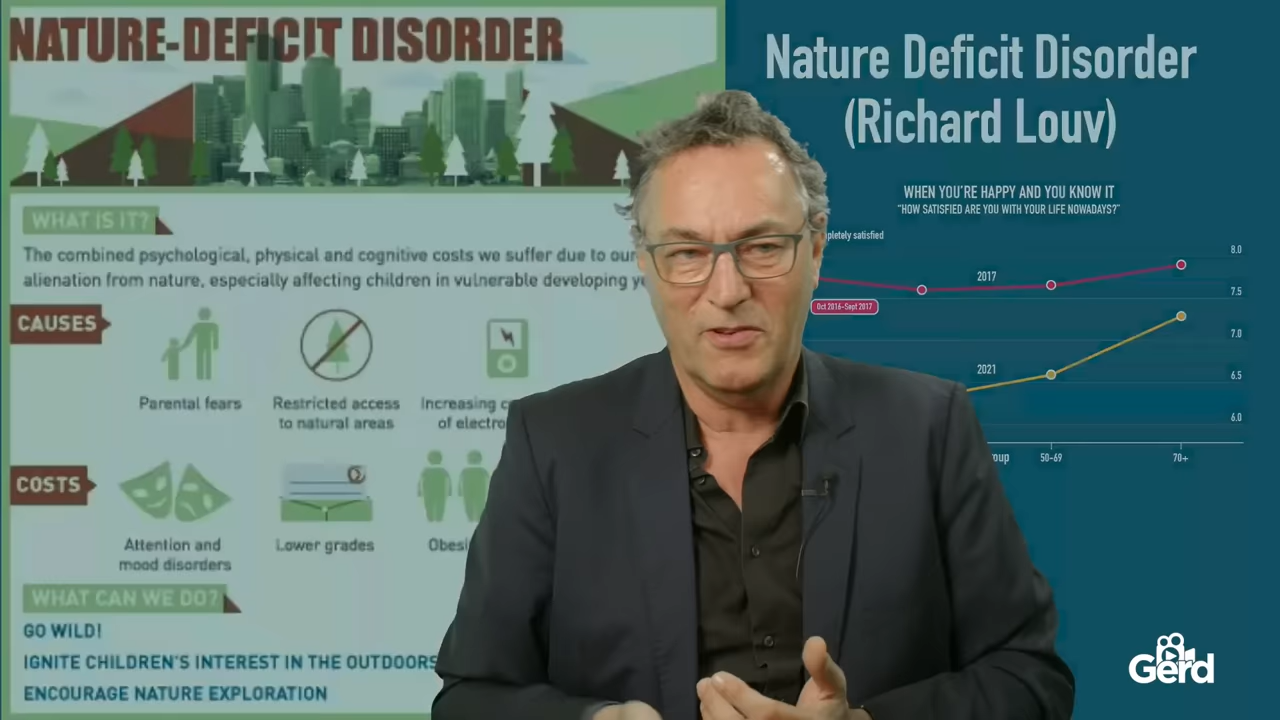 NATURE-DEFICIT DISORDER
WHAT IS IT?
The combined psychological, physical and cognitive costs we suffer due to our
alienation from nature, especially affecting children in vulnerable developing
CAUSES
Parental fears
Restricted access
to natural areas
Increasing
of
COSTS
Attention and
mood disorders
Lower grades
WHAT CAN WE DO?
GO WILD!
IGNITE CHILDREN'S INTEREST IN THE OUTDOORS
ENCOURAGE NATURE EXPLORATION
Nature Deficit Disorder
(Richard Louv)
WHEN YOU'RE HAPPY AND YOU KNOW IT
"HOW SATISFIED ARE YOU WITH YOUR LIFE NOWADAYS?"
satisfied
8.0
2017
7.5
Oct 2016-Sept 2017
7.0
2021
6.5
6.0
50-69
70+
Gerd